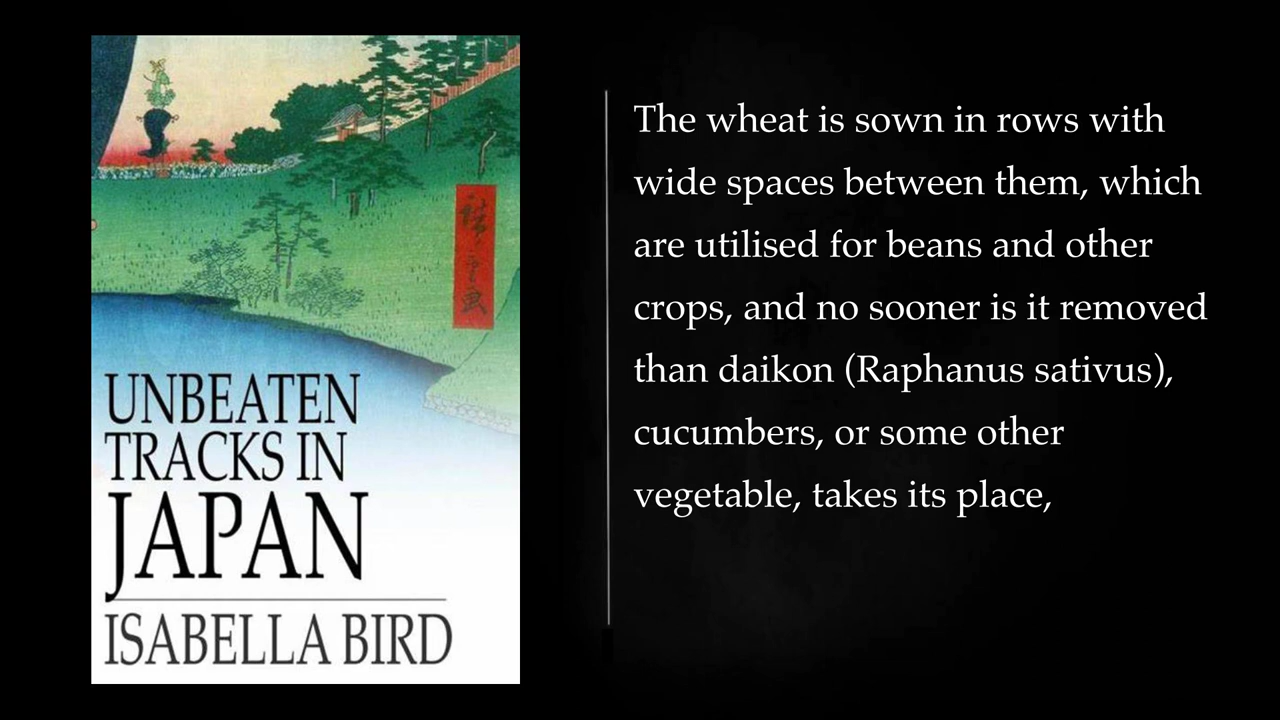 UNBEATEN
TRACKS IN
JAPAN
ISABELLA BIRD
The wheat is sown in rows with
wide spaces between them, which
are utilised for beans and other
crops, and no sooner is it removed
than daikon (Raphanus sativus),
cucumbers, or some other
vegetable, takes its place,